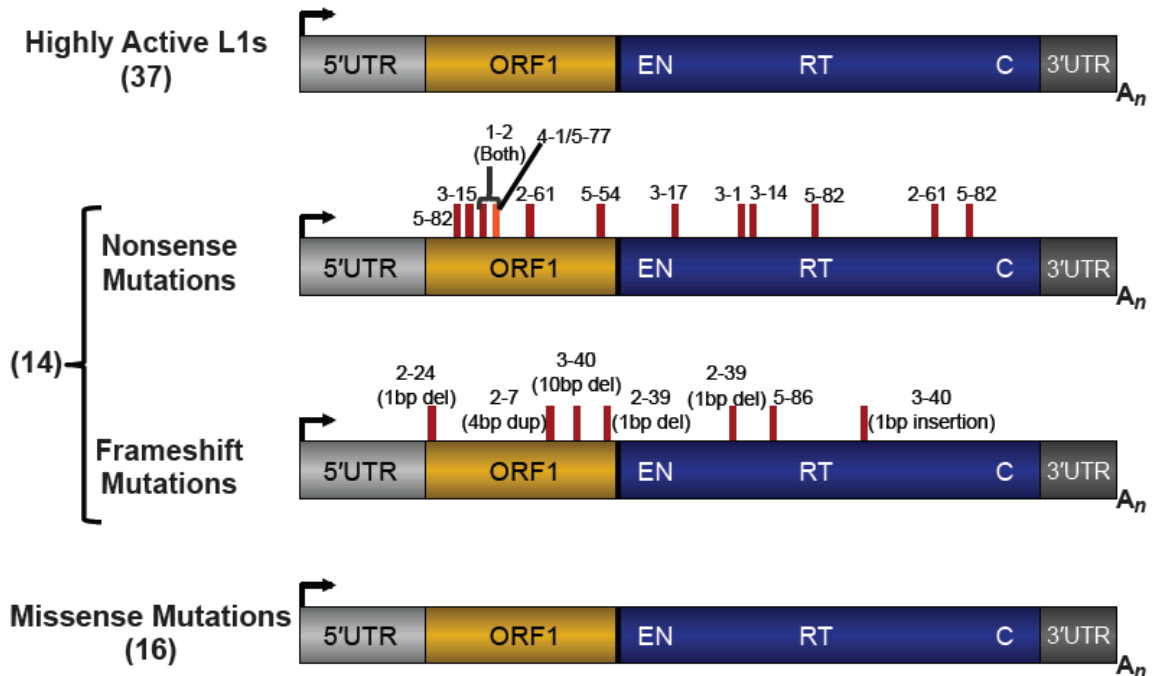 Highly Active L1s
(37)
5′UTR
ORF1
EN
RT
C
3′UTR
An
1-2
(Both)
4-1/5-77
3-15
2-61
5-54
3-17
3-1
3-14
5-82
2-61
5-82
5-82
Nonsense
Mutations
5′UTR
ORF1
EN
RT
C
3′UTR
An
(14)
2-24
(1bp del)
2-7
(4bp dup)
3-40
(10bp del)
2-39
(1bp del)
2-39
(1bp del)
5-86
3-40
(1bp insertion)
Frameshift
Mutations
5′UTR
ORF1
EN
RT
C
3′UTR
An
Missense Mutations
(16)
5′UTR
ORF1
EN
RT
C
3′UTR
An